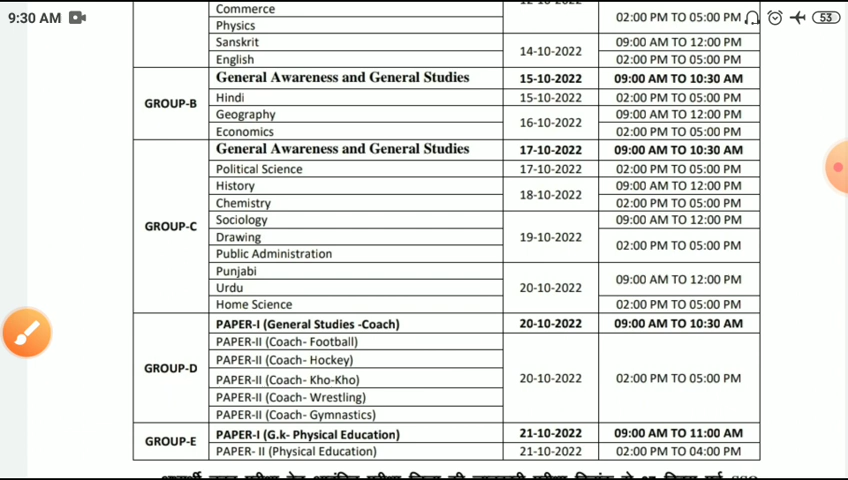 9:30 AM
53
Commerce
02:00 PM TO 05:00 PM
Physics
Sanskrit 14-10-2022 09:00 AM TO 12:00 PM
English 02:00 PM TO 05:00 PM
GROUP-B
General Awareness and General Studies 15-10-2022 09:00 AM TO 10:30 AM
Hindi 15-10-2022 02:00 PM TO 05:00 PM
Geography 16-10-2022 09:00 AM TO 12:00 PM
Economics 02:00 PM TO 05:00 PM
GROUP-C
General Awareness and General Studies 17-10-2022 09:00 AM TO 10:30 AM
Political Science 17-10-2022 02:00 PM TO 05:00 PM
History 18-10-2022 09:00 AM TO 12:00 PM
Chemistry 02:00 PM TO 05:00 PM
Sociology 19-10-2022 09:00 AM TO 12:00 PM
Drawing 02:00 PM TO 05:00 PM
Public Administration
Punjabi 20-10-2022 09:00 AM TO 12:00 PM
Urdu
Home Science 02:00 PM TO 05:00 PM
GROUP-D
PAPER-I (General Studies -Coach) 20-10-2022 09:00 AM TO 10:30 AM
PAPER-II (Coach- Football) 20-10-2022 02:00 PM TO 05:00 PM
PAPER-II (Coach- Hockey)
PAPER-II (Coach- Kho-Kho)
PAPER-II (Coach- Wrestling)
PAPER-II (Coach- Gymnastics)
GROUP-E
PAPER-I (G.k- Physical Education) 21-10-2022 09:00 AM TO 11:00 AM
PAPER- II (Physical Education) 21-10-2022 02:00 PM TO 04:00 PM